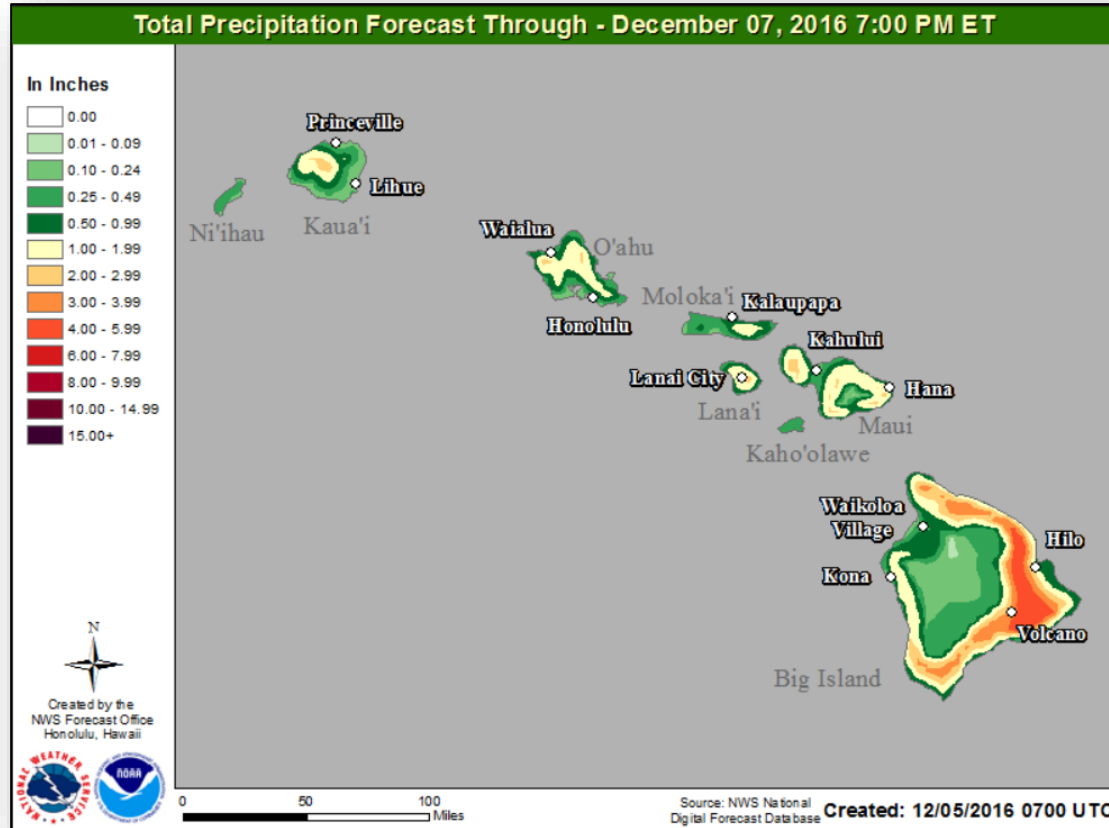 Total Precipitation Forecast Through - December 07, 2016 7:00 PM ET
In Inches
0.00
0.01 - 0.09
0.10 - 0.24
0.25 - 0.49
0.50 - 0.99
1.00 - 1.99
2.00 - 2.99
3.00 - 3.99
4.00 - 5.99
6.00 - 7.99
8.00 - 9.99
10.00 - 14.99
15.00+
Princeville
Lihue
Ni'ihau
Kaua'i
Waialua
O'ahu
Honolulu
Moloka'i
Kalaupapa
Kahului
Lanai City
Hana
Lana'i
Maui
Kaho'olawe
Waikoloa
Village
Hilo
Kona
Volcano
Big Island
N
Created by the
NWS Forecast Office
Honolulu, Hawaii
NATIONAL WEATHER SERVICE
NOAA
0 50 100
Miles
Source: NWS National
Digital Forecast Database
Created: 12/05/2016 0700 UTC